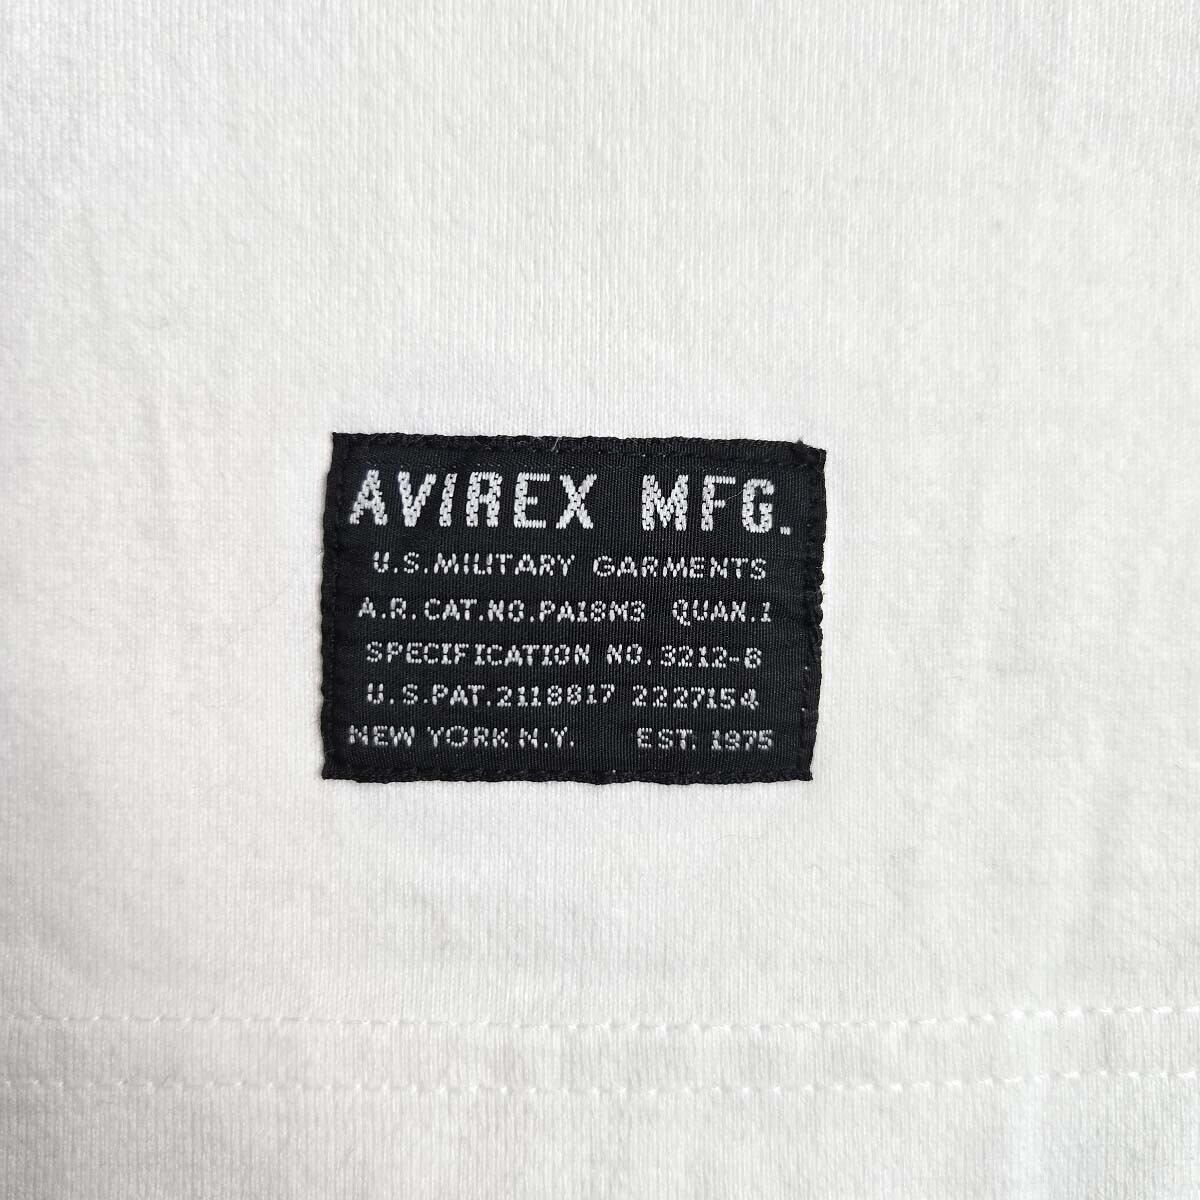 AVIREX MFG.
U.S.MILITARY GARMENTS
A.R.CAT.NO.PA18M3 QUAN.1
SPECIFICATION NO.3212-B
U.S.PAT.2118817 2227154
NEW YORK N.Y. EST. 1975